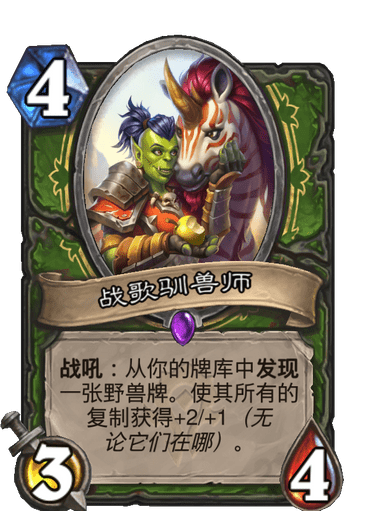 4
战歌驯兽师
战吼：从你的牌库中发现
一张野兽牌。使其所有的
复制获得+2/+1（无
论它们在哪）。
3
4